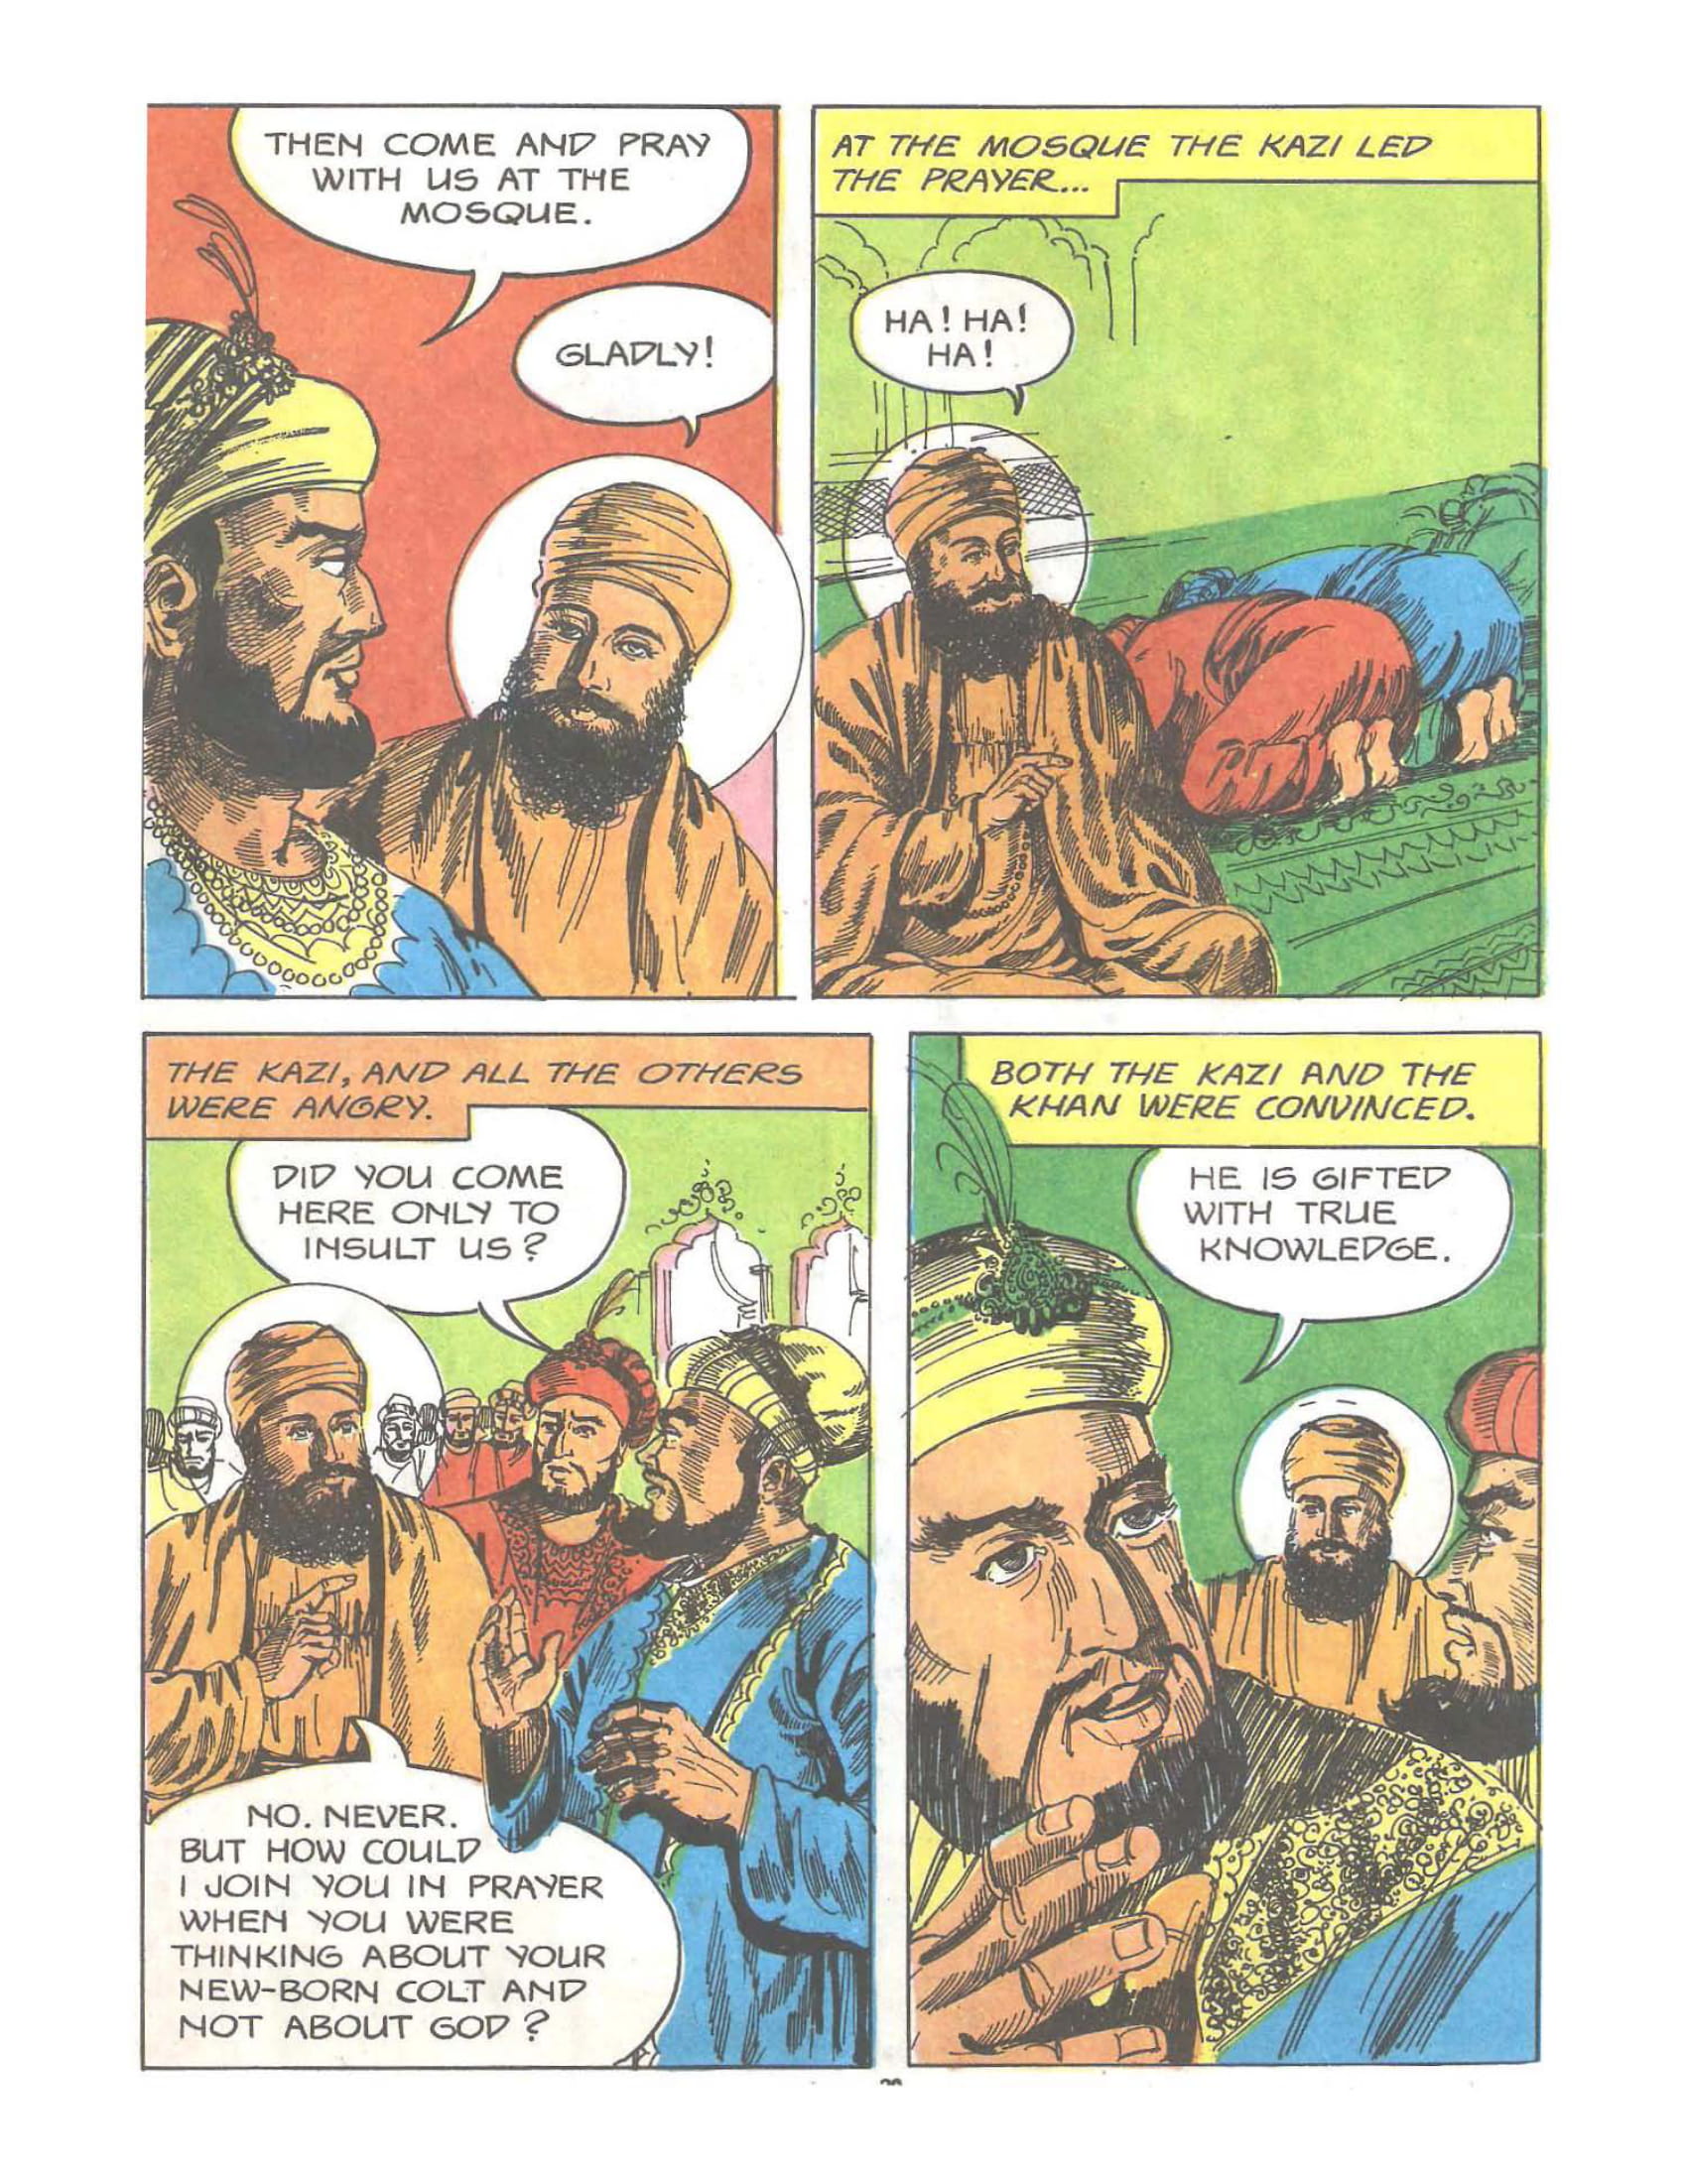 THEN COME AND PRAY
WITH US AT THE
MOSQUE.
GLADLY!
AT THE MOSQUE THE KAZI LED
THE PRAYER...
HA! HA!
HA!
THE KAZI, AND ALL THE OTHERS
WERE ANGRY.
DID YOU COME
HERE ONLY TO
INSULT US?
NO. NEVER.
BUT HOW COULD
I JOIN YOU IN PRAYER
WHEN YOU WERE
THINKING ABOUT YOUR
NEW-BORN COLT AND
NOT ABOUT GOD?
BOTH THE KAZI AND THE
KHAN WERE CONVINCED.
HE IS GIFTED
WITH TRUE
KNOWLEDGE.